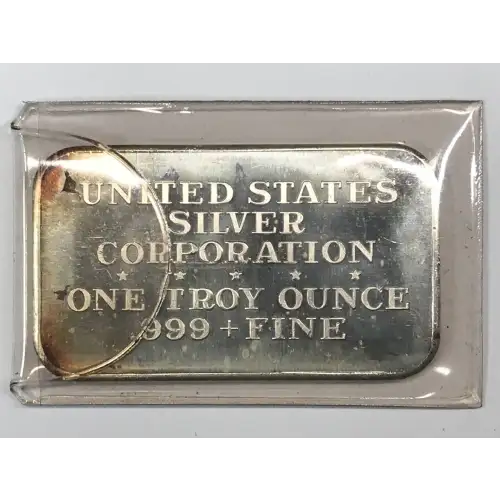 UNITED STATES
SILVER
CORPORATION
ONE TROY OUNCE
.999 + FINE